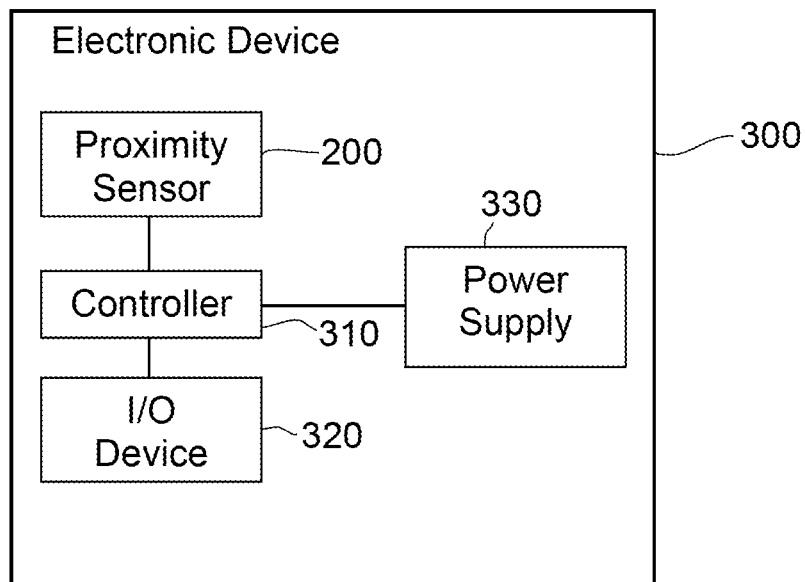 Electronic Device
Proximity
Sensor
200
300
330
Power
Supply
Controller
310
I/O
Device
320